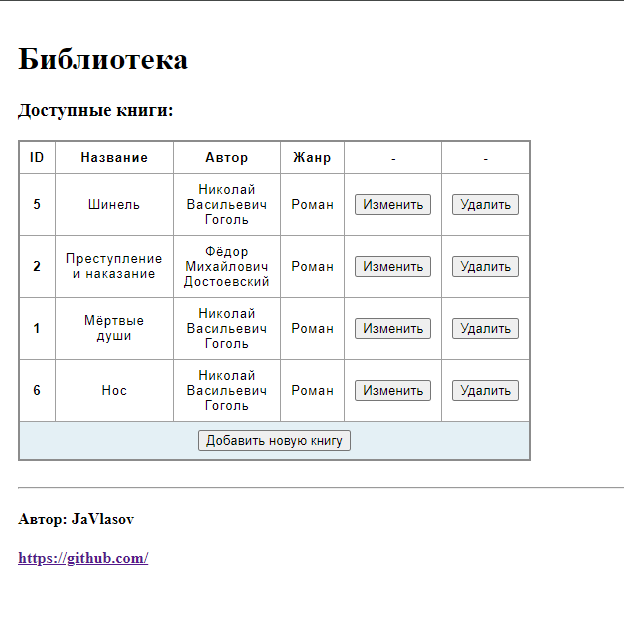 Библиотека
Доступные книги:
ID Название Автор Жанр - -
5 Шинель Николай Васильевич Гоголь Роман Изменить Удалить
2 Преступление и наказание Фёдор Михайлович Достоевский Роман Изменить Удалить
1 Мёртвые души Николай Васильевич Гоголь Роман Изменить Удалить
6 Нос Николай Васильевич Гоголь Роман Изменить Удалить
Добавить новую книгу
Автор: JaVlasov
https://github.com/